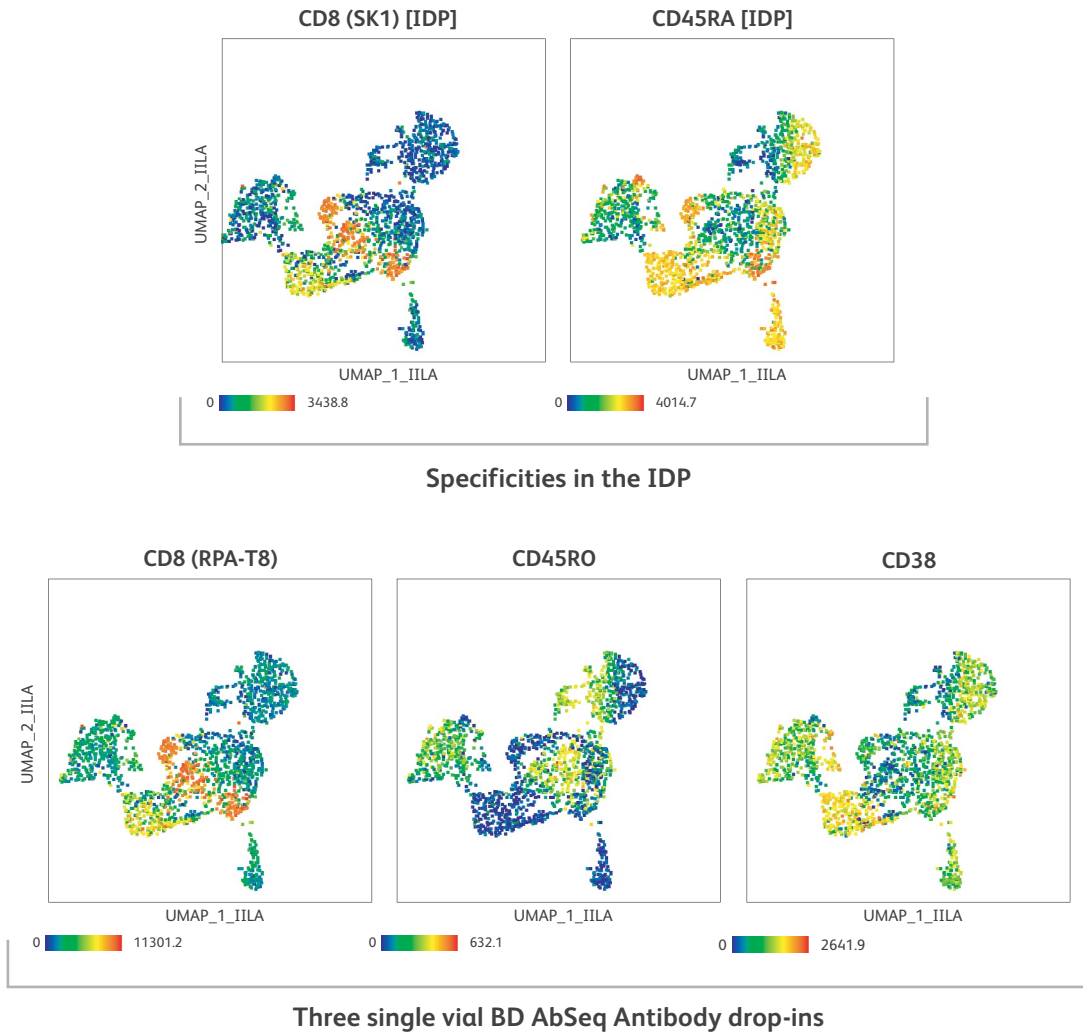 CD8 (SK1) [IDP]
CD45RA [IDP]
UMAP_2_IILA
UMAP_1_IILA
UMAP_1_IILA
0 3438.8
0 4014.7
Specificities in the IDP
CD8 (RPA-T8)
CD45RO
CD38
UMAP_2_IILA
UMAP_1_IILA
UMAP_1_IILA
UMAP_1_IILA
0 11301.2
0 632.1
0 2641.9
Three single vial BD AbSeq Antibody drop-ins